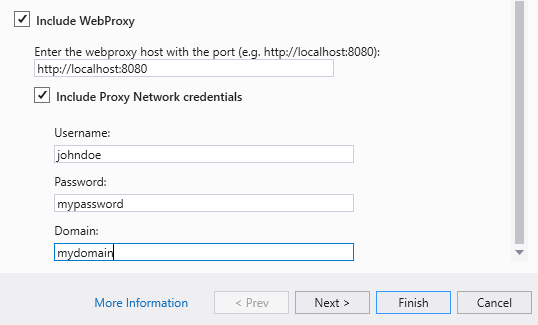 Include WebProxy
Enter the webproxy host with the port (e.g. http://localhost:8080):
http://localhost:8080
Include Proxy Network credentials
Username:
johndoe
Password:
mypassword
Domain:
mydomain
More Information < Prev Next > Finish Cancel